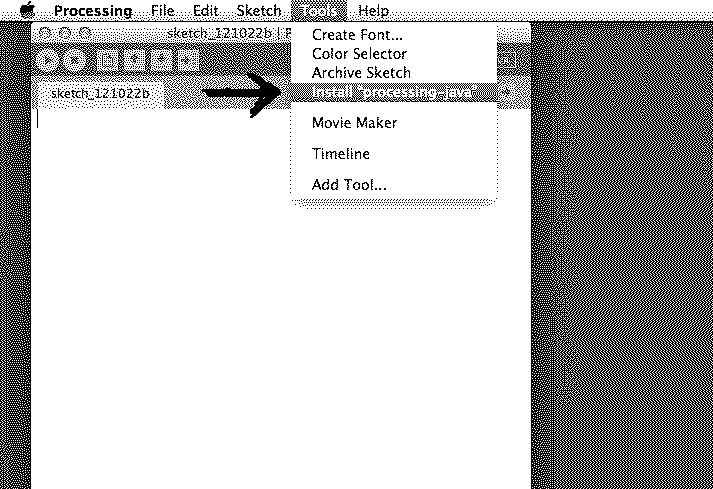 Processing File Edit Sketch Tools Help
sketch_121022b | P
sketch_121022b
Create Font...
Color Selector
Archive Sketch
Install "processing-java"
Movie Maker
Timeline
Add Tool...